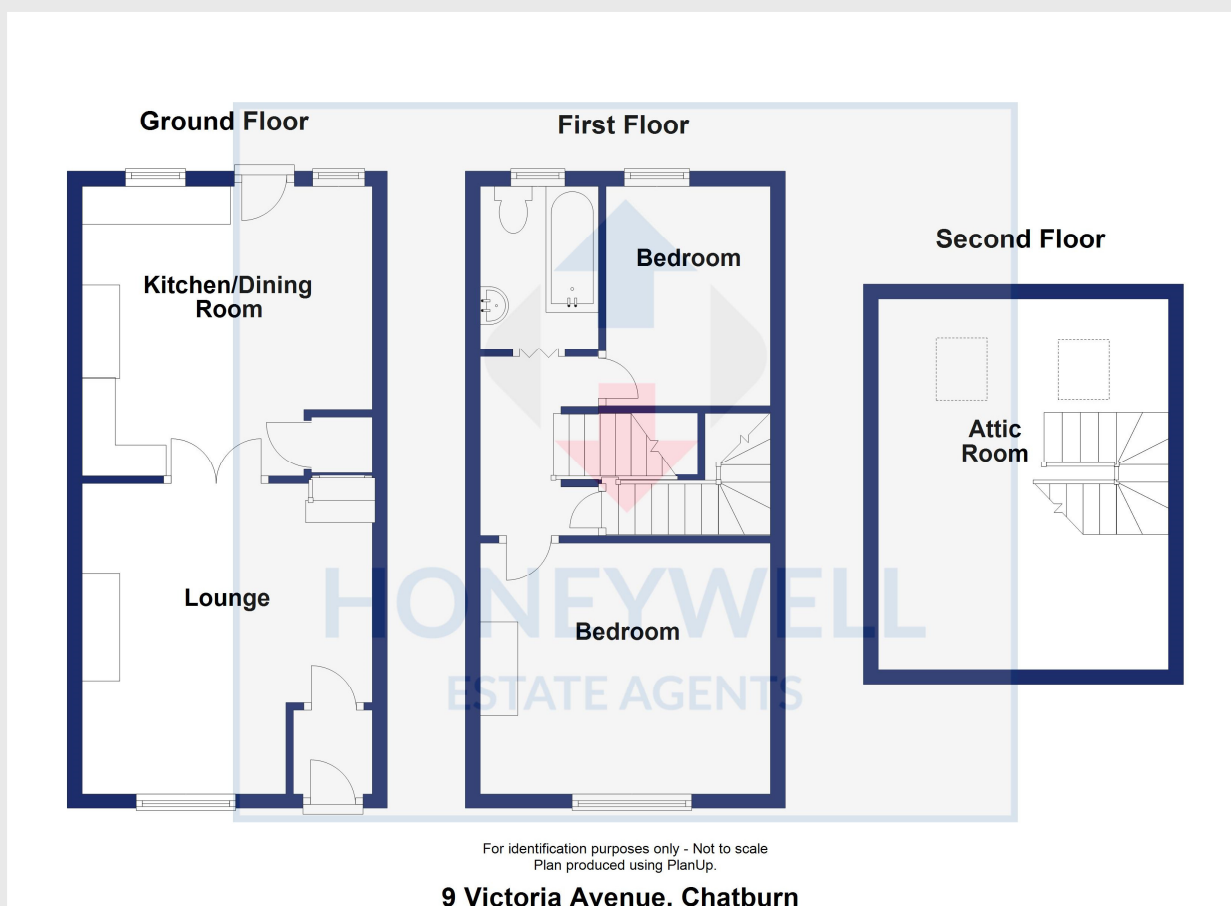 Ground Floor
First Floor
Second Floor
Kitchen/Dining
Room
Bedroom
Attic
Room
Lounge
HONEYWELL
Bedroom
ESTATE AGENTS
For identification purposes only - Not to scale
Plan produced using PlanUp.
9 Victoria Avenue, Chatburn